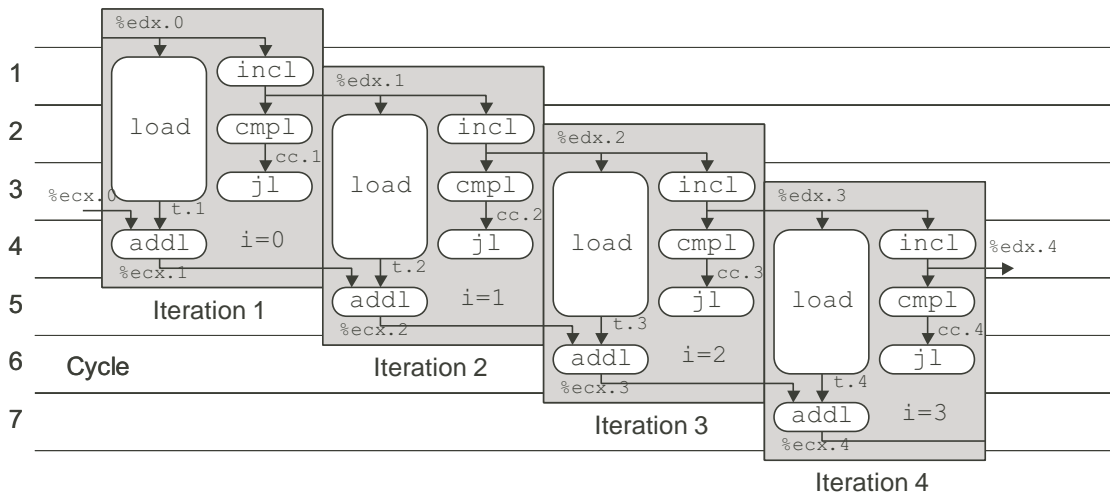 %edx.0
1
incl
%edx.1
load
2
cmpl
incl
%edx.2
cc.1
load
3
jl
cmpl
incl
%edx.3
%ecx.0
t.1
cc.2
load
4
addl
i=0
jl
cmpl
incl
%edx.4
%ecx.1
t.2
cc.3
load
5
Iteration 1
addl
i=1
jl
cmpl
%ecx.2
t.3
cc.4
6
Cycle
Iteration 2
addl
i=2
jl
%ecx.3
t.4
7
Iteration 3
addl
i=3
%ecx.4
Iteration 4